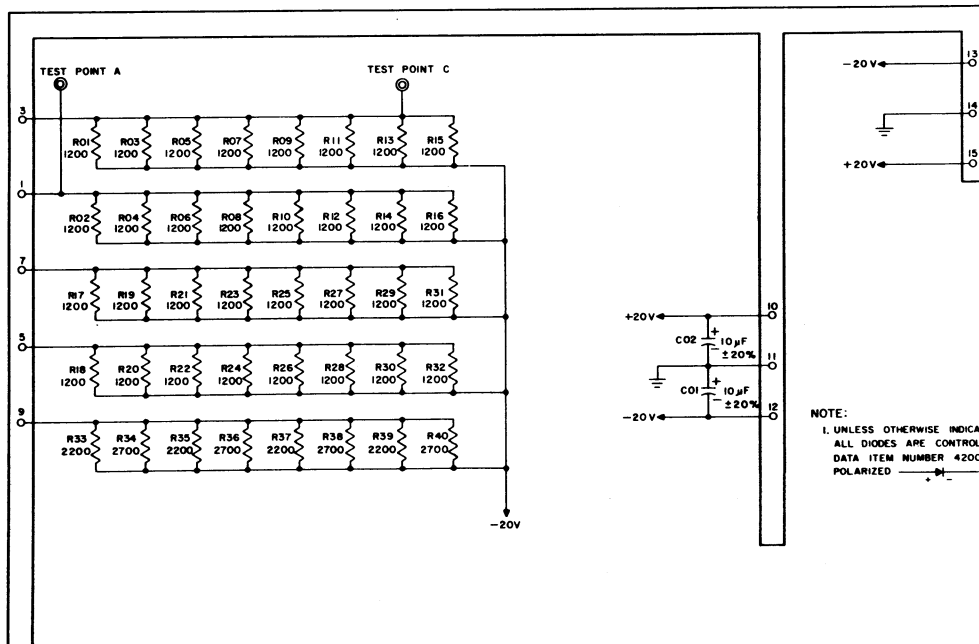 TEST POINT A
TEST POINT C
3
R01 R03 R05 R07 R09 R11 R13 R15
1200 1200 1200 1200 1200 1200 1200 1200
1
R02 R04 R06 R08 R10 R12 R14 R16
1200 1200 1200 1200 1200 1200 1200 1200
7
R17 R19 R21 R23 R25 R27 R29 R31
1200 1200 1200 1200 1200 1200 1200 1200
5
R18 R20 R22 R24 R26 R28 R30 R32
1200 1200 1200 1200 1200 1200 1200 1200
9
R33 R34 R35 R36 R37 R38 R39 R40
2200 2700 2200 2700 2200 2700 2200 2700
-20V
-20V 13
14
+20V 15
+20V 10
C02 + 10µF
- ±20%
11
C01 + 10µF
- ±20%
-20V 12
NOTE:
1. UNLESS OTHERWISE INDICA
ALL DIODES ARE CONTROL
DATA ITEM NUMBER 4200
POLARIZED + -